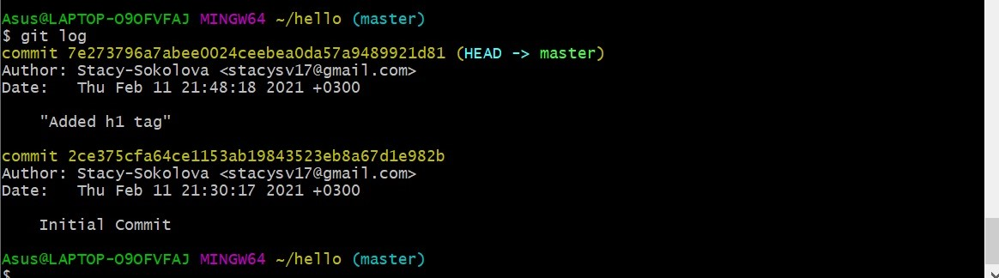 Asus@LAPTOP-O9OFVFAJ MINGW64 ~/hello (master)
$ git log
commit 7e273796a7abee0024ceebea0da57a9489921d81 (HEAD -> master)
Author: Stacy-Sokolova <stacysv17@gmail.com>
Date:   Thu Feb 11 21:48:18 2021 +0300
    "Added h1 tag"
commit 2ce375cfa64ce1153ab19843523eb8a67d1e982b
Author: Stacy-Sokolova <stacysv17@gmail.com>
Date:   Thu Feb 11 21:30:17 2021 +0300
    Initial Commit
Asus@LAPTOP-O9OFVFAJ MINGW64 ~/hello (master)
$